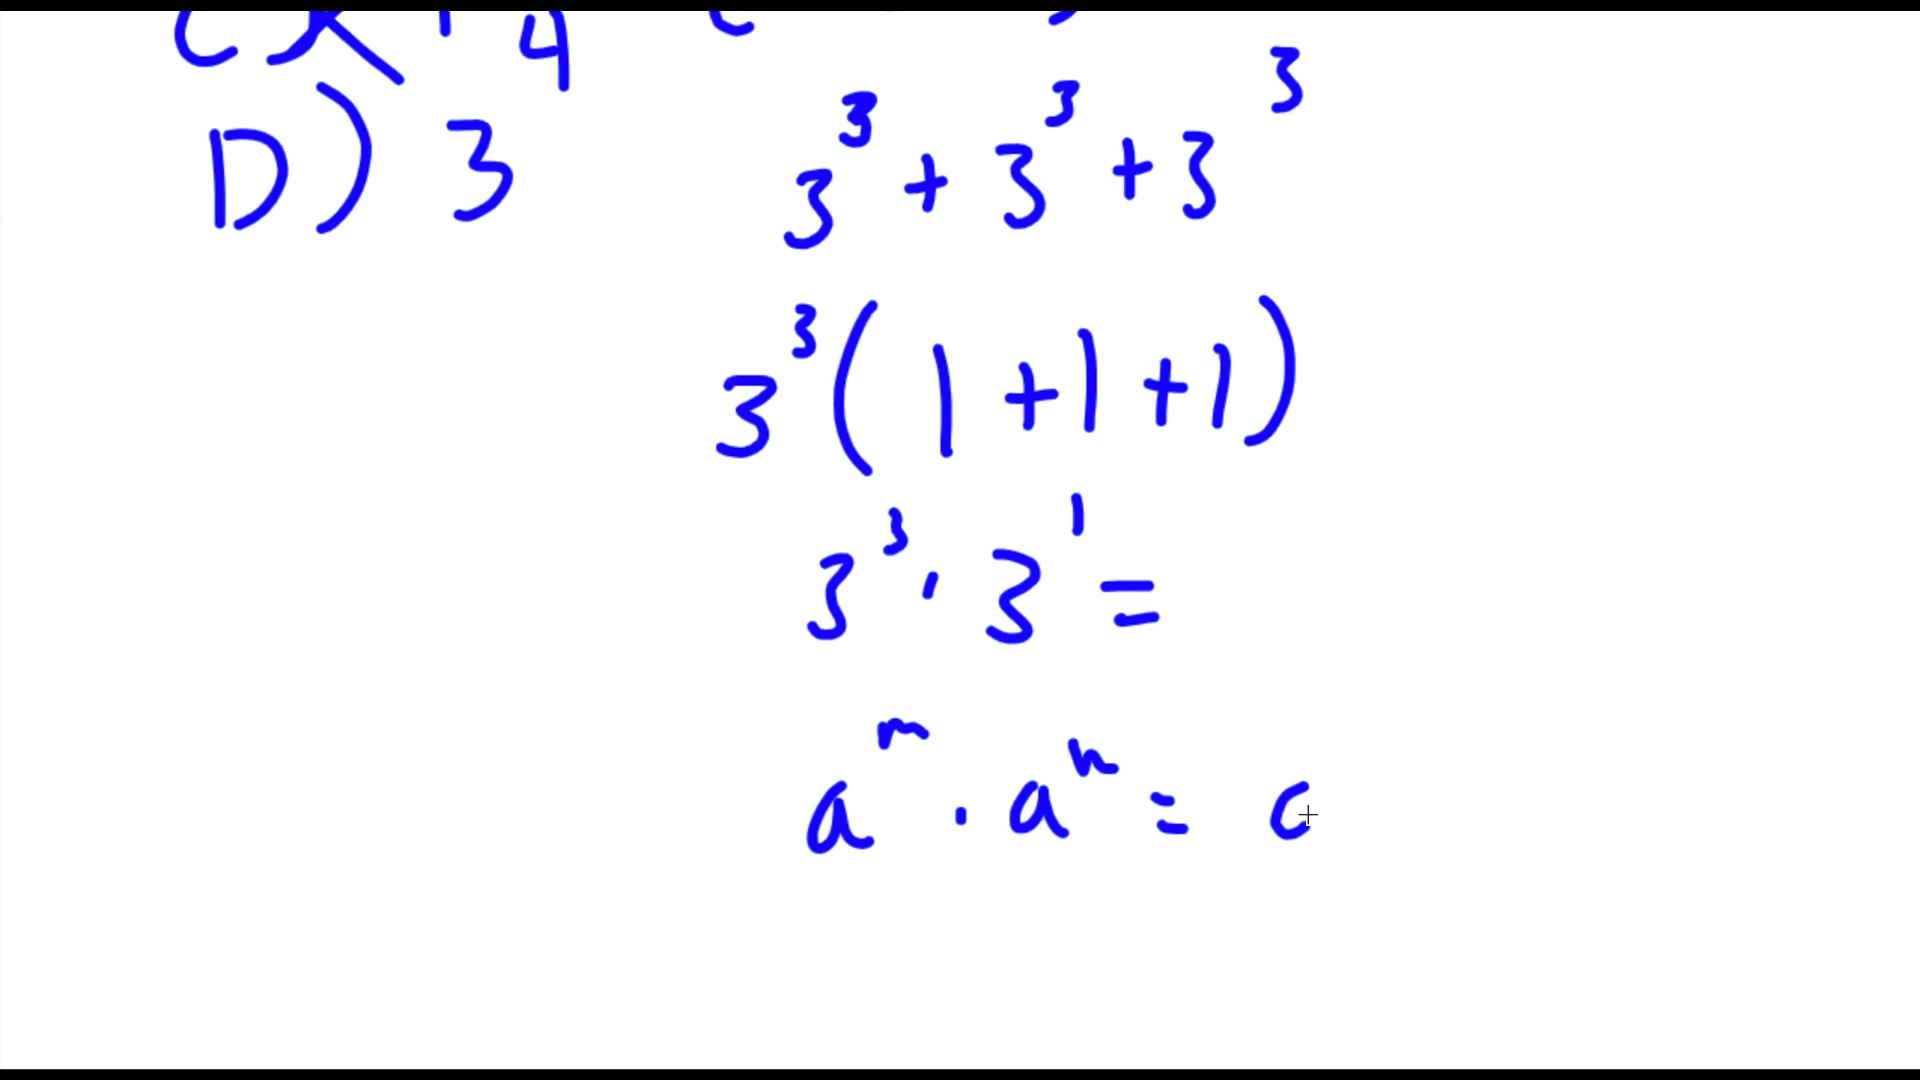 D) 3
3³ + 3³ + 3³
3³(1 + 1 + 1)
3³ · 3¹ =
aᵐ · aⁿ =